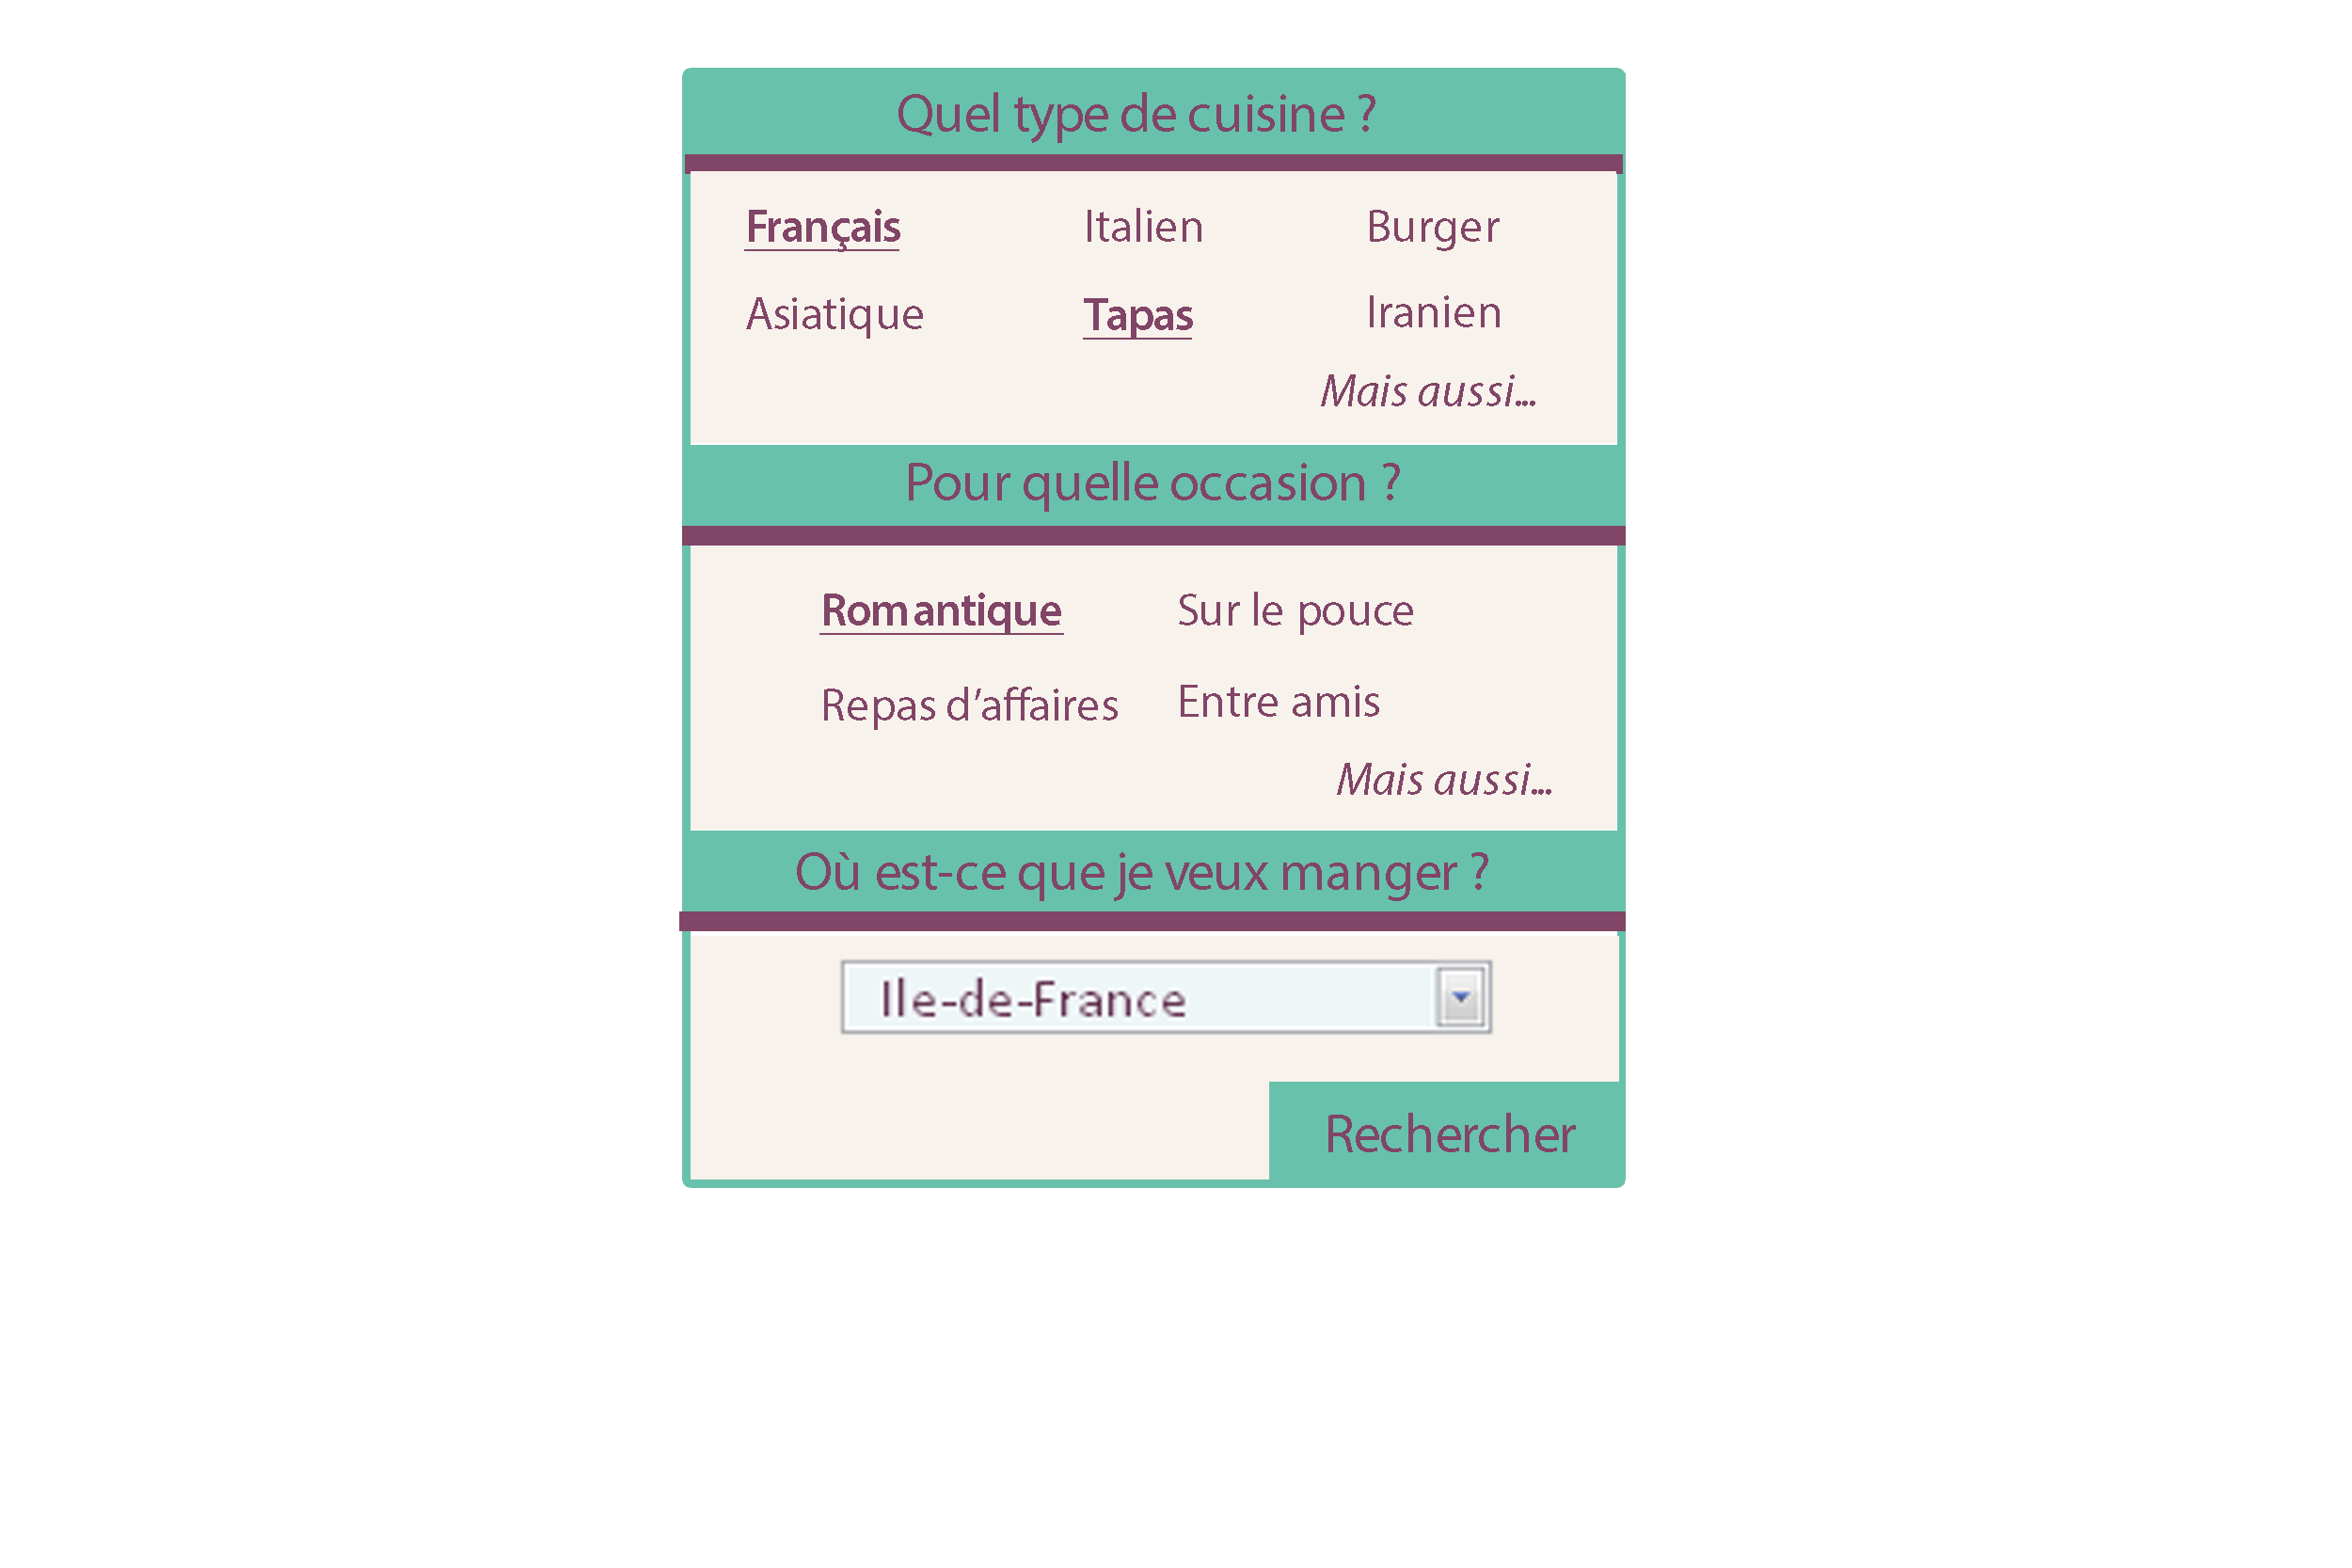 Quel type de cuisine ?
Français Italien Burger
Asiatique Tapas Iranien
Mais aussi...
Pour quelle occasion ?
Romantique Sur le pouce
Repas d’affaires Entre amis
Mais aussi...
Où est-ce que je veux manger ?
Ile-de-France
Rechercher